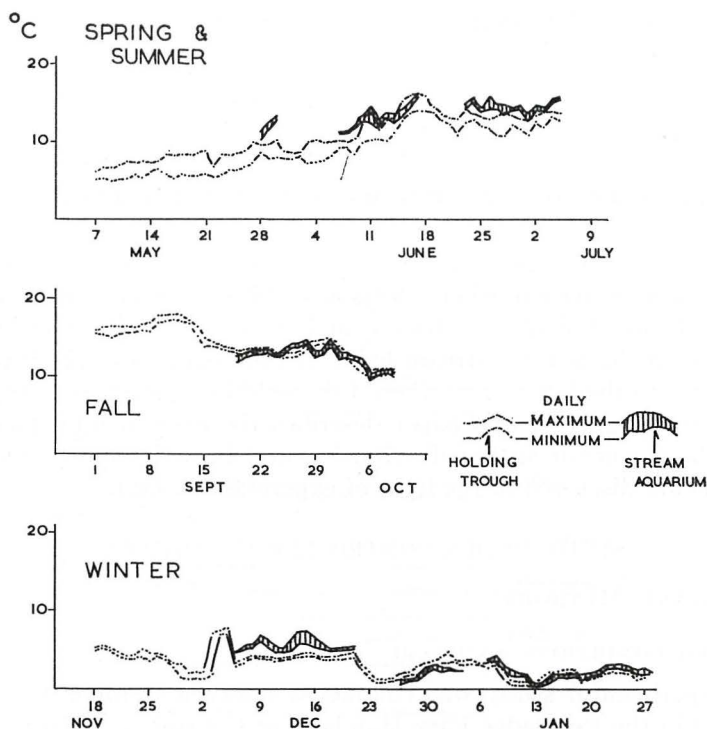 °C
SPRING &
SUMMER
20
10
7 14 21 28 4 11 18 25 2 9
MAY JUNE JULY
20
10
FALL
1 8 15 22 29 6
SEPT OCT
DAILY
MAXIMUM
MINIMUM
HOLDING TROUGH
STREAM AQUARIUM
20
WINTER
10
18 25 2 9 16 23 30 6 13 20 27
NOV DEC JAN